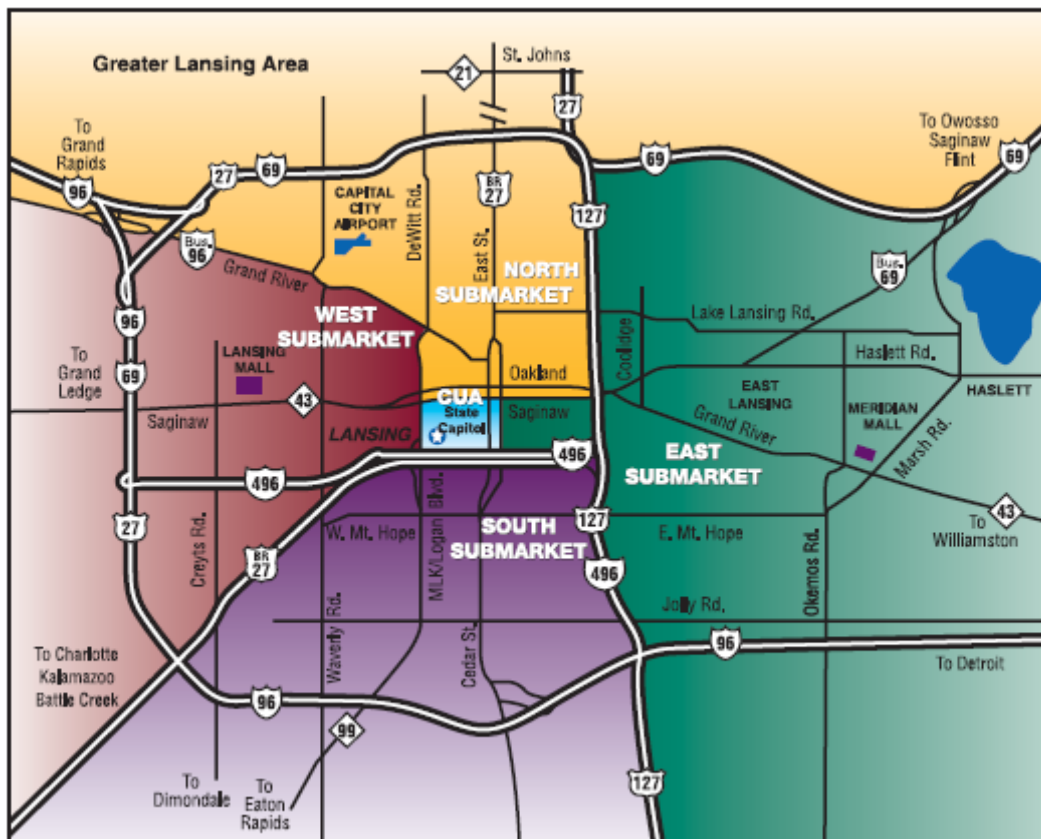 Greater Lansing Area
St. Johns
21
27
To
Grand
Rapids
96
27
69
To Owosso
Saginaw
Flint
69
69
CAPITAL
CITY
AIRPORT
DeWitt Rd.
BR
27
127
Bus.
96
Grand River
East St.
NORTH
SUBMARKET
Bus.
69
WEST
SUBMARKET
96
Lake Lansing Rd.
Coolidge
To
Grand
Ledge
69
LANSING
MALL
Haslett Rd.
Oakland
HASLETT
43
CUA
State
Capitol
Saginaw
Saginaw
EAST
LANSING
Grand River
MERIDIAN
MALL
Marsh Rd.
LANSING
EAST
SUBMARKET
496
496
43
To
Williamston
27
Creyts Rd.
BR
27
W. Mt. Hope
MLK/Logan Blvd.
SOUTH
SUBMARKET
127
E. Mt. Hope
Okemos Rd.
496
Jolly Rd.
Waverly Rd.
Cedar St.
96
To Detroit
To Charlotte
Kalamazoo
Battle Creek
96
99
127
To
Dimondale
To
Eaton
Rapids